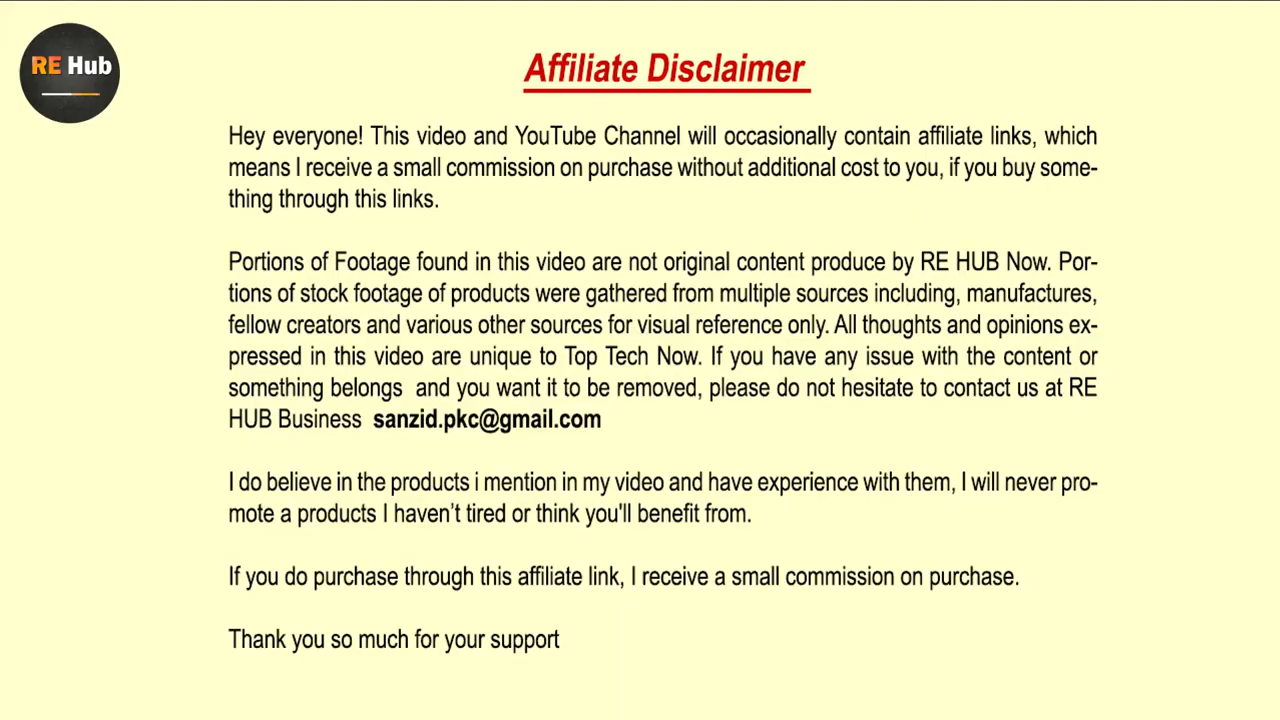 RE Hub
Affiliate Disclaimer
Hey everyone! This video and YouTube Channel will occasionally contain affiliate links, which
means I receive a small commission on purchase without additional cost to you, if you buy some-
thing through this links.
Portions of Footage found in this video are not original content produce by RE HUB Now. Por-
tions of stock footage of products were gathered from multiple sources including, manufactures,
fellow creators and various other sources for visual reference only. All thoughts and opinions ex-
pressed in this video are unique to Top Tech Now. If you have any issue with the content or
something belongs  and you want it to be removed, please do not hesitate to contact us at RE
HUB Business  sanzid.pkc@gmail.com
I do believe in the products i mention in my video and have experience with them, I will never pro-
mote a products I haven’t tired or think you'll benefit from.
If you do purchase through this affiliate link, I receive a small commission on purchase.
Thank you so much for your support